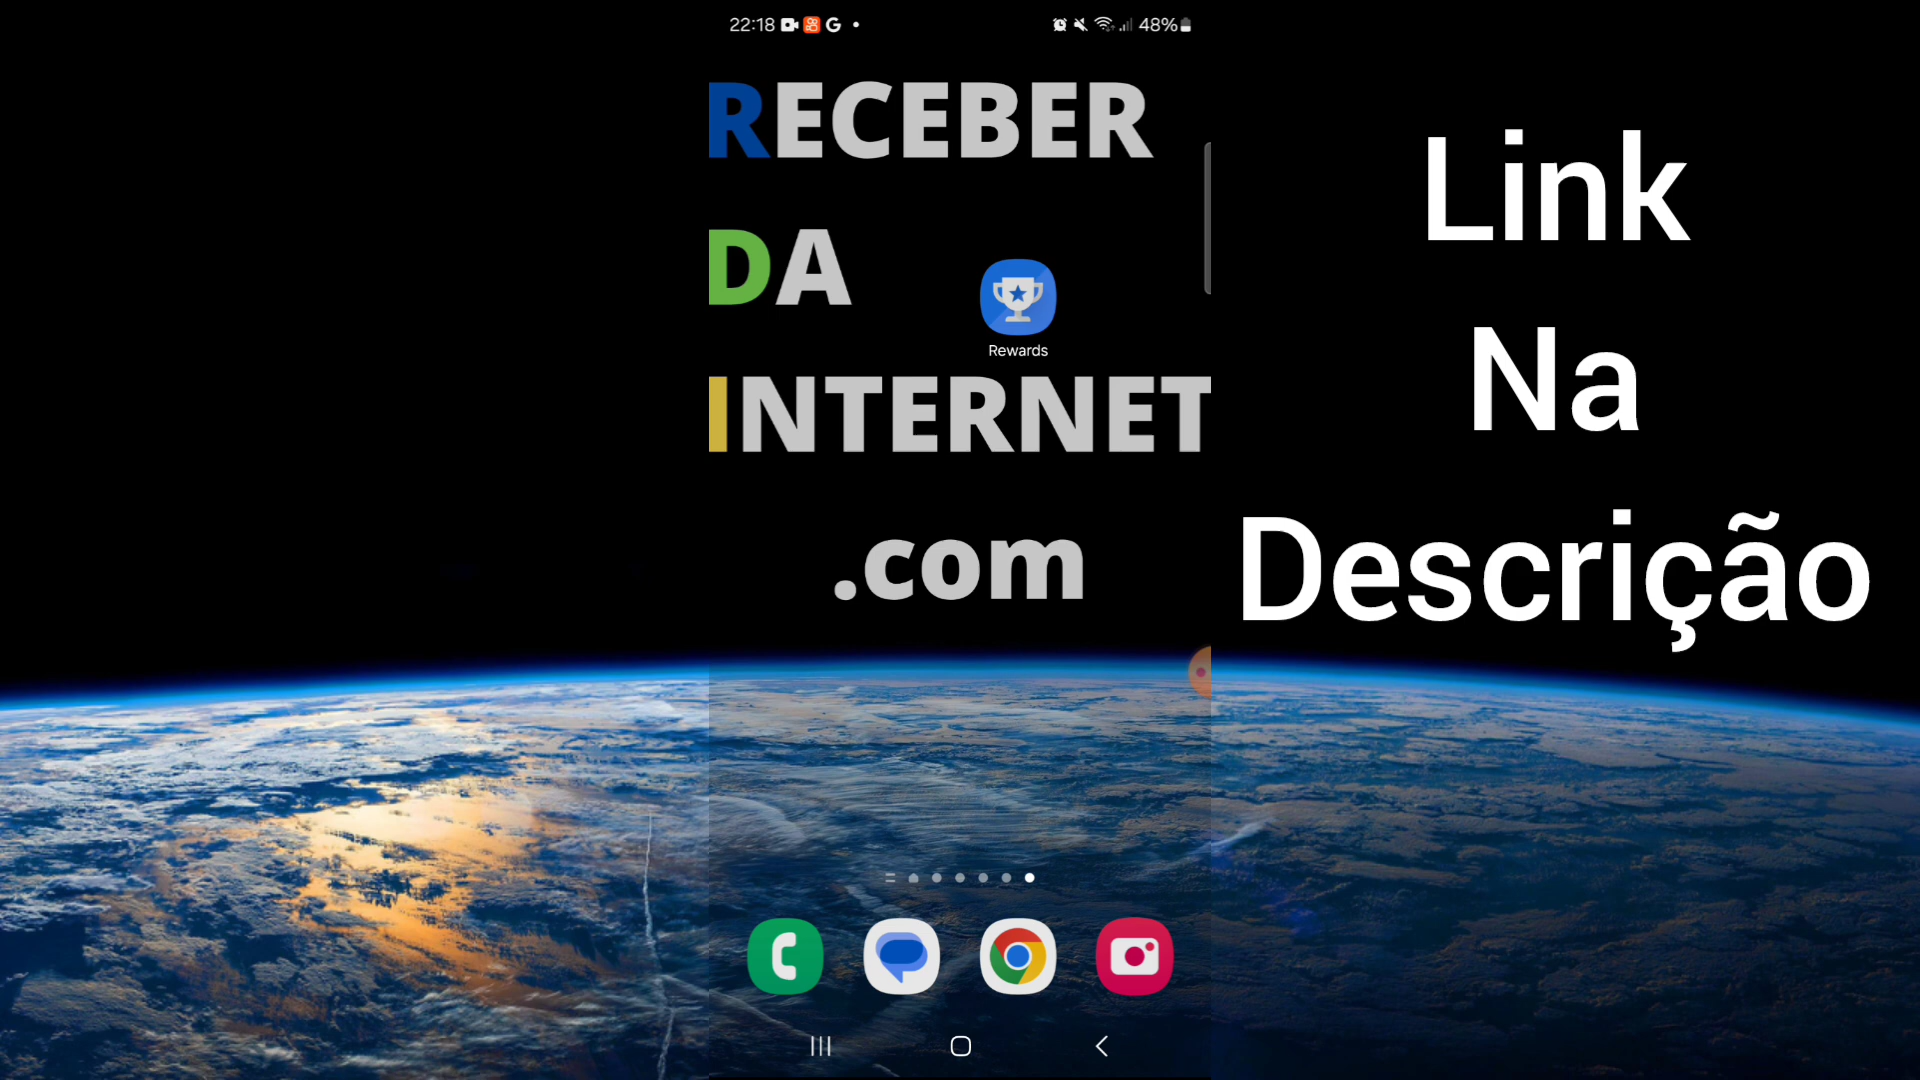 22:18
48%
RECEBER
DA
Rewards
INTERNET
.com
Link
Na
Descrição